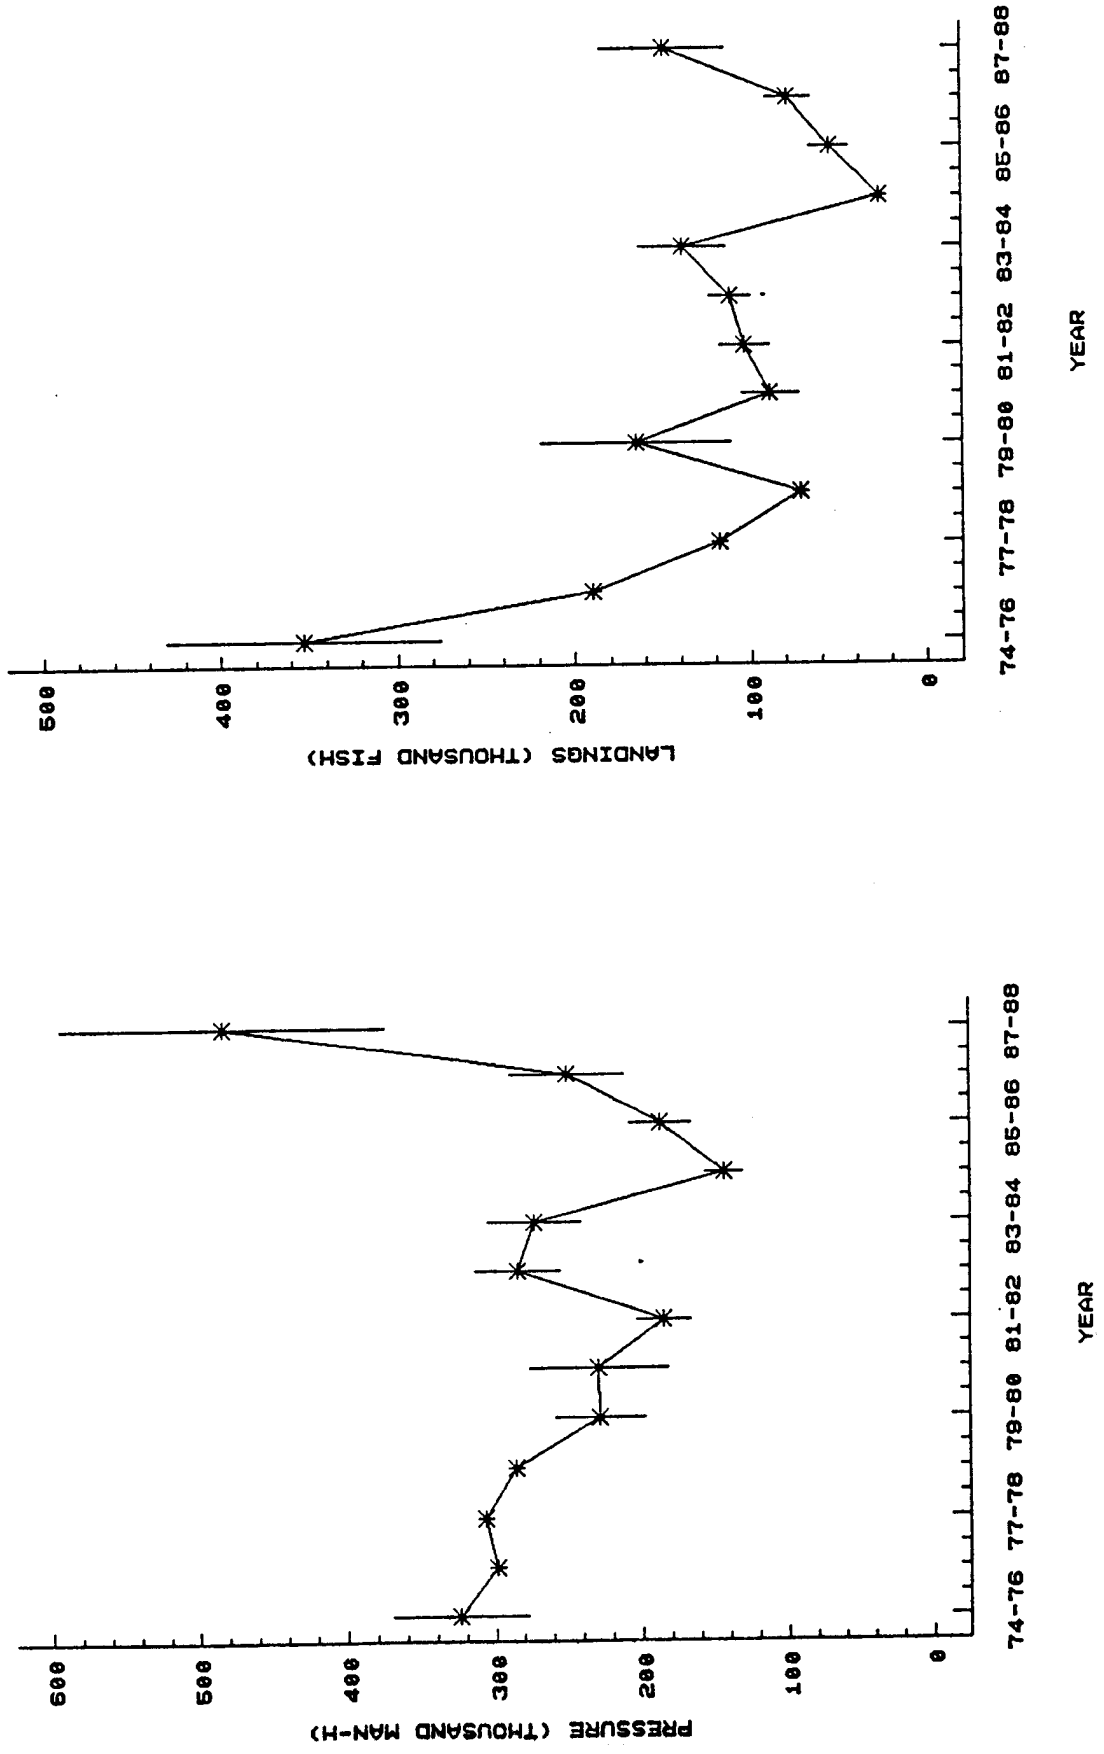 PRESSURE (THOUSAND MAN-H)
600
500
400
300
200
100
0
74-76 77-78 79-80 81-82 83-84 85-86 87-88
YEAR
LANDINGS (THOUSAND FISH)
500
400
300
200
100
0
74-76 77-78 79-80 81-82 83-84 85-86 87-88
YEAR